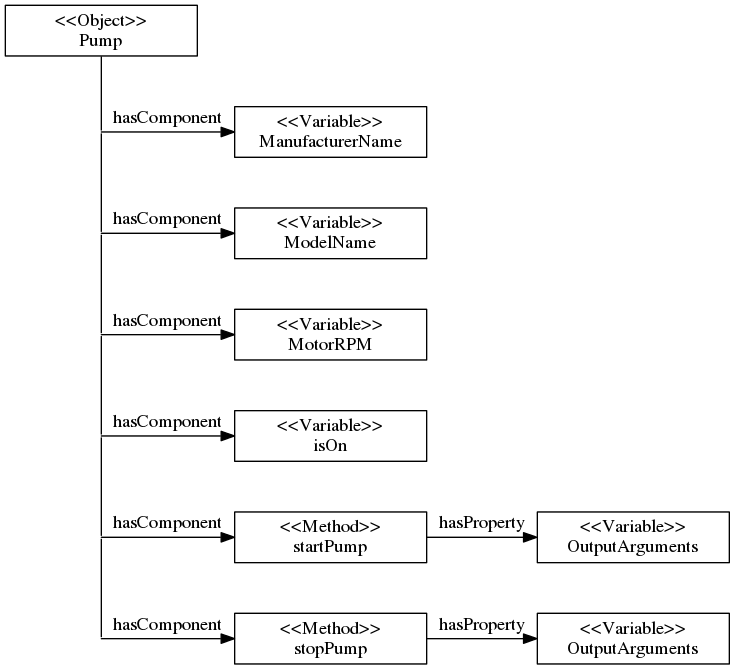 <<Object>>
Pump
hasComponent
<<Variable>>
ManufacturerName
hasComponent
<<Variable>>
ModelName
hasComponent
<<Variable>>
MotorRPM
hasComponent
<<Variable>>
isOn
hasComponent
<<Method>>
startPump
hasProperty
<<Variable>>
OutputArguments
hasComponent
<<Method>>
stopPump
hasProperty
<<Variable>>
OutputArguments